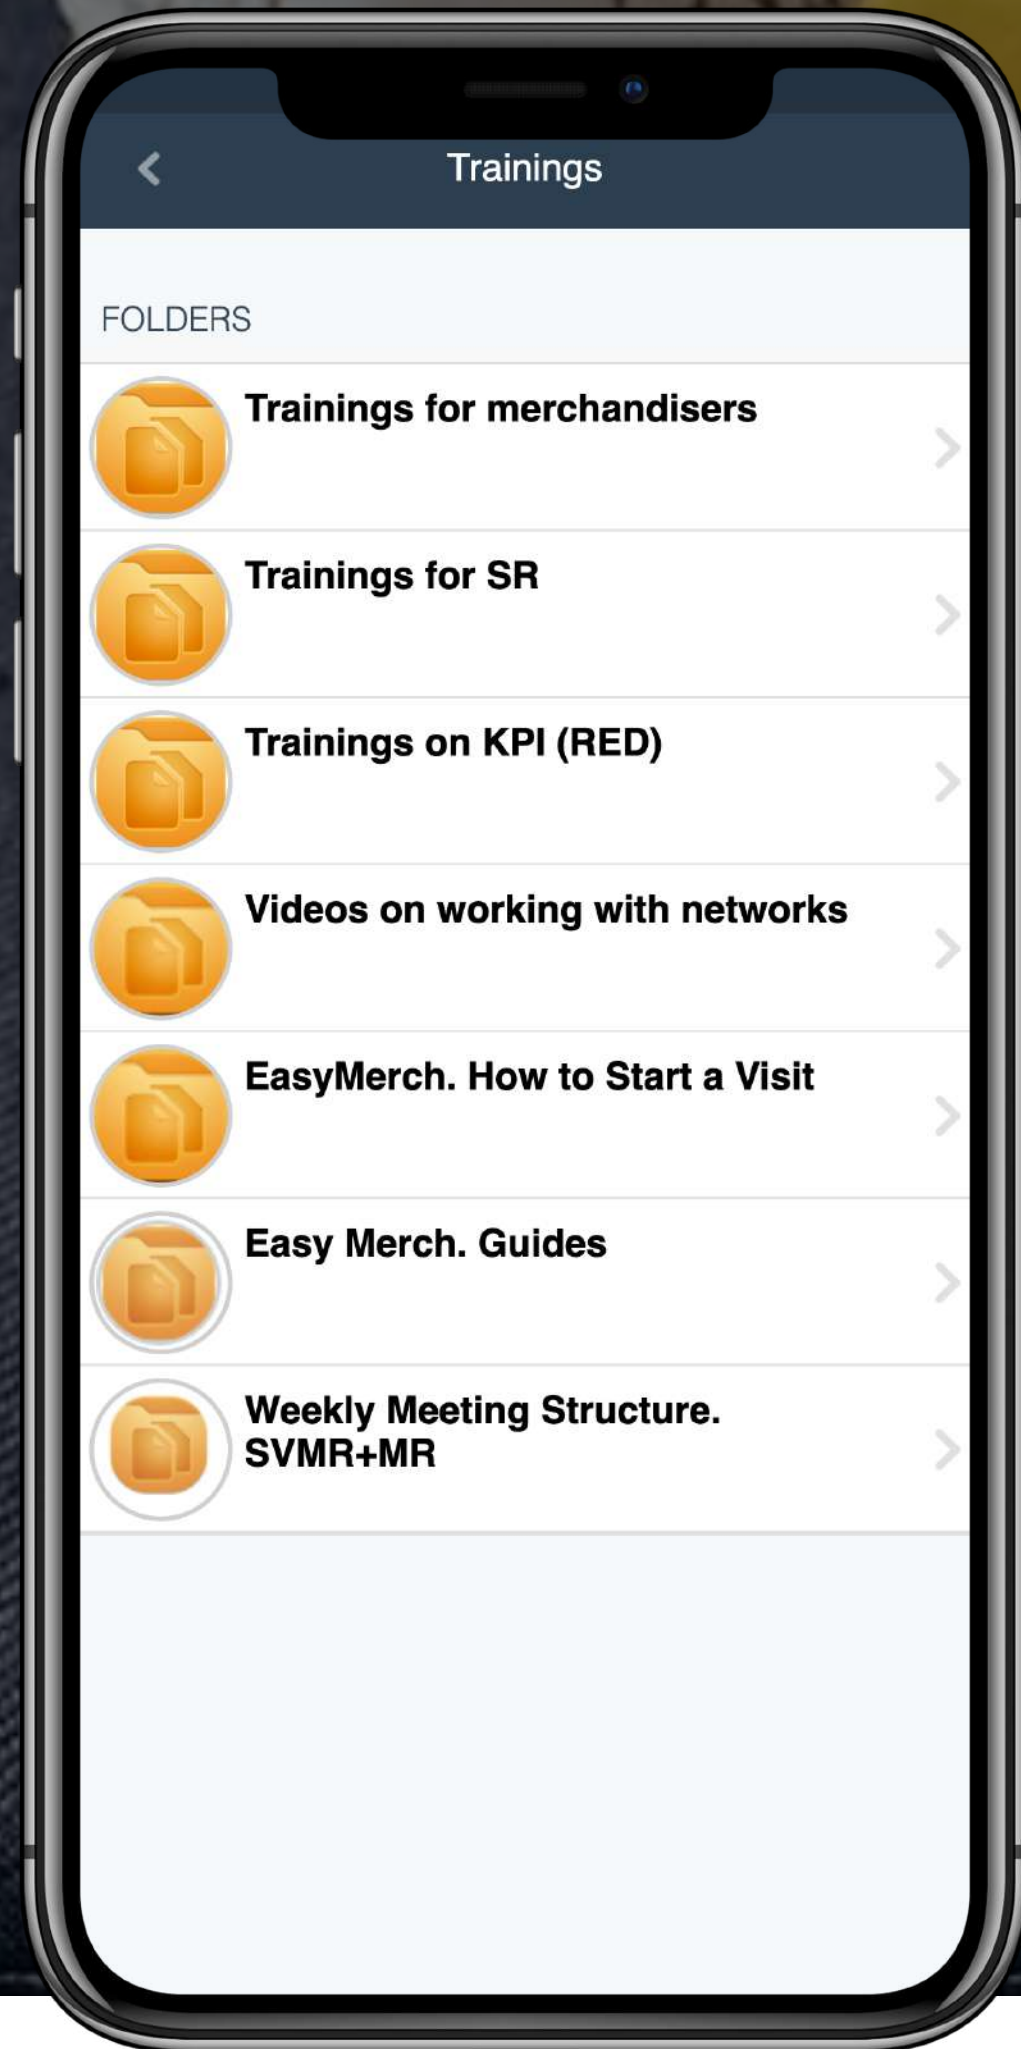 Trainings
FOLDERS
Trainings for merchandisers
Trainings for SR
Trainings on KPI (RED)
Videos on working with networks
EasyMerch. How to Start a Visit
Easy Merch. Guides
Weekly Meeting Structure.
SVMR+MR